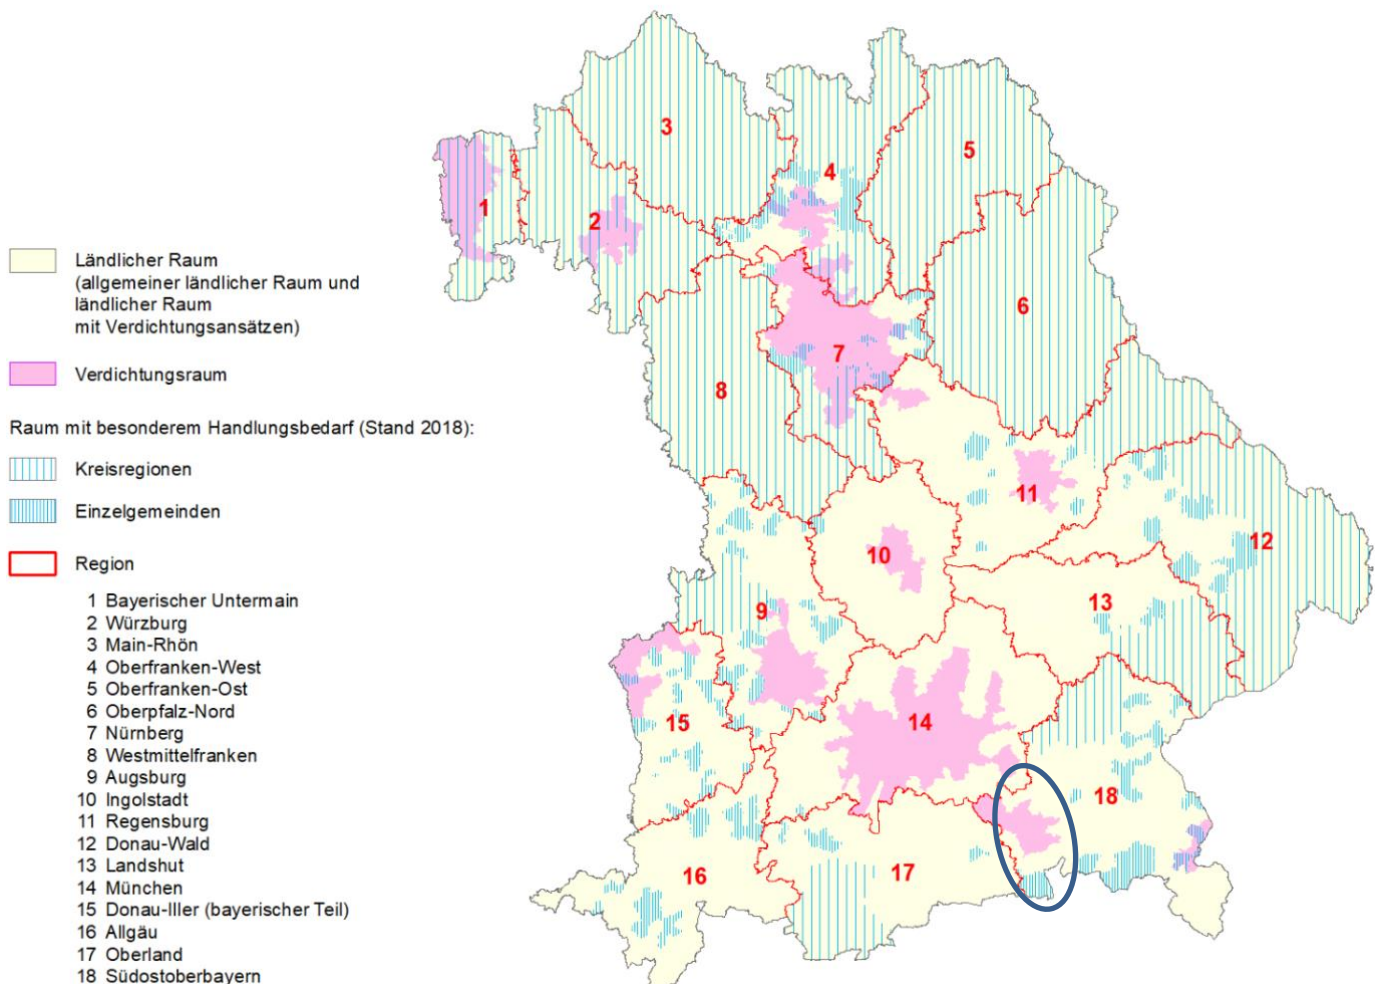 Ländlicher Raum
(allgemeiner ländlicher Raum und
ländlicher Raum
mit Verdichtungsansätzen)
Verdichtungsraum
Raum mit besonderem Handlungsbedarf (Stand 2018):
Kreisregionen
Einzelgemeinden
Region
1 Bayerischer Untermain
2 Würzburg
3 Main-Rhön
4 Oberfranken-West
5 Oberfranken-Ost
6 Oberpfalz-Nord
7 Nürnberg
8 Westmittelfranken
9 Augsburg
10 Ingolstadt
11 Regensburg
12 Donau-Wald
13 Landshut
14 München
15 Donau-Iller (bayerischer Teil)
16 Allgäu
17 Oberland
18 Südostoberbayern
3
5
4
1
2
6
7
8
11
12
10
13
9
15
14
18
17
16